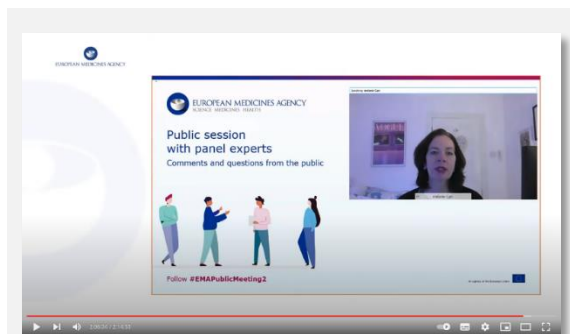 EUROPEAN MEDICINES AGENCY
EUROPEAN MEDICINES AGENCY
SCIENCE MEDICINES HEALTH
Public session
with panel experts
Comments and questions from the public
VOGUE
Follow #EMAPublicMeeting2